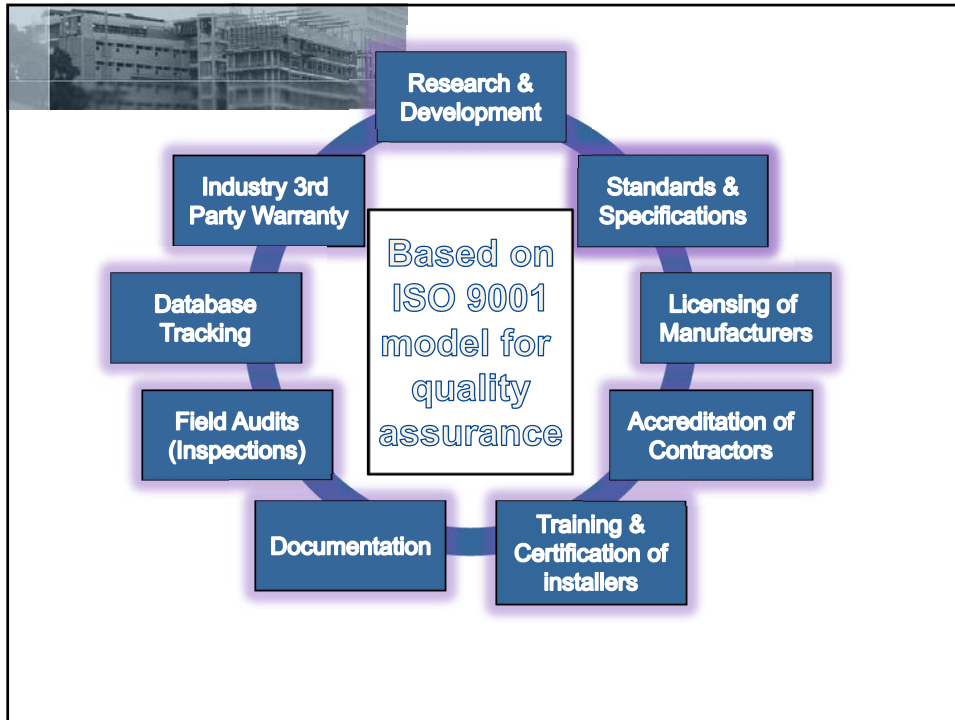 Research &
Development
Standards &
Specifications
Licensing of
Manufacturers
Accreditation of
Contractors
Training &
Certification of
installers
Documentation
Field Audits
(Inspections)
Database
Tracking
Industry 3rd
Party Warranty
Based on
ISO 9001
model for
quality
assurance